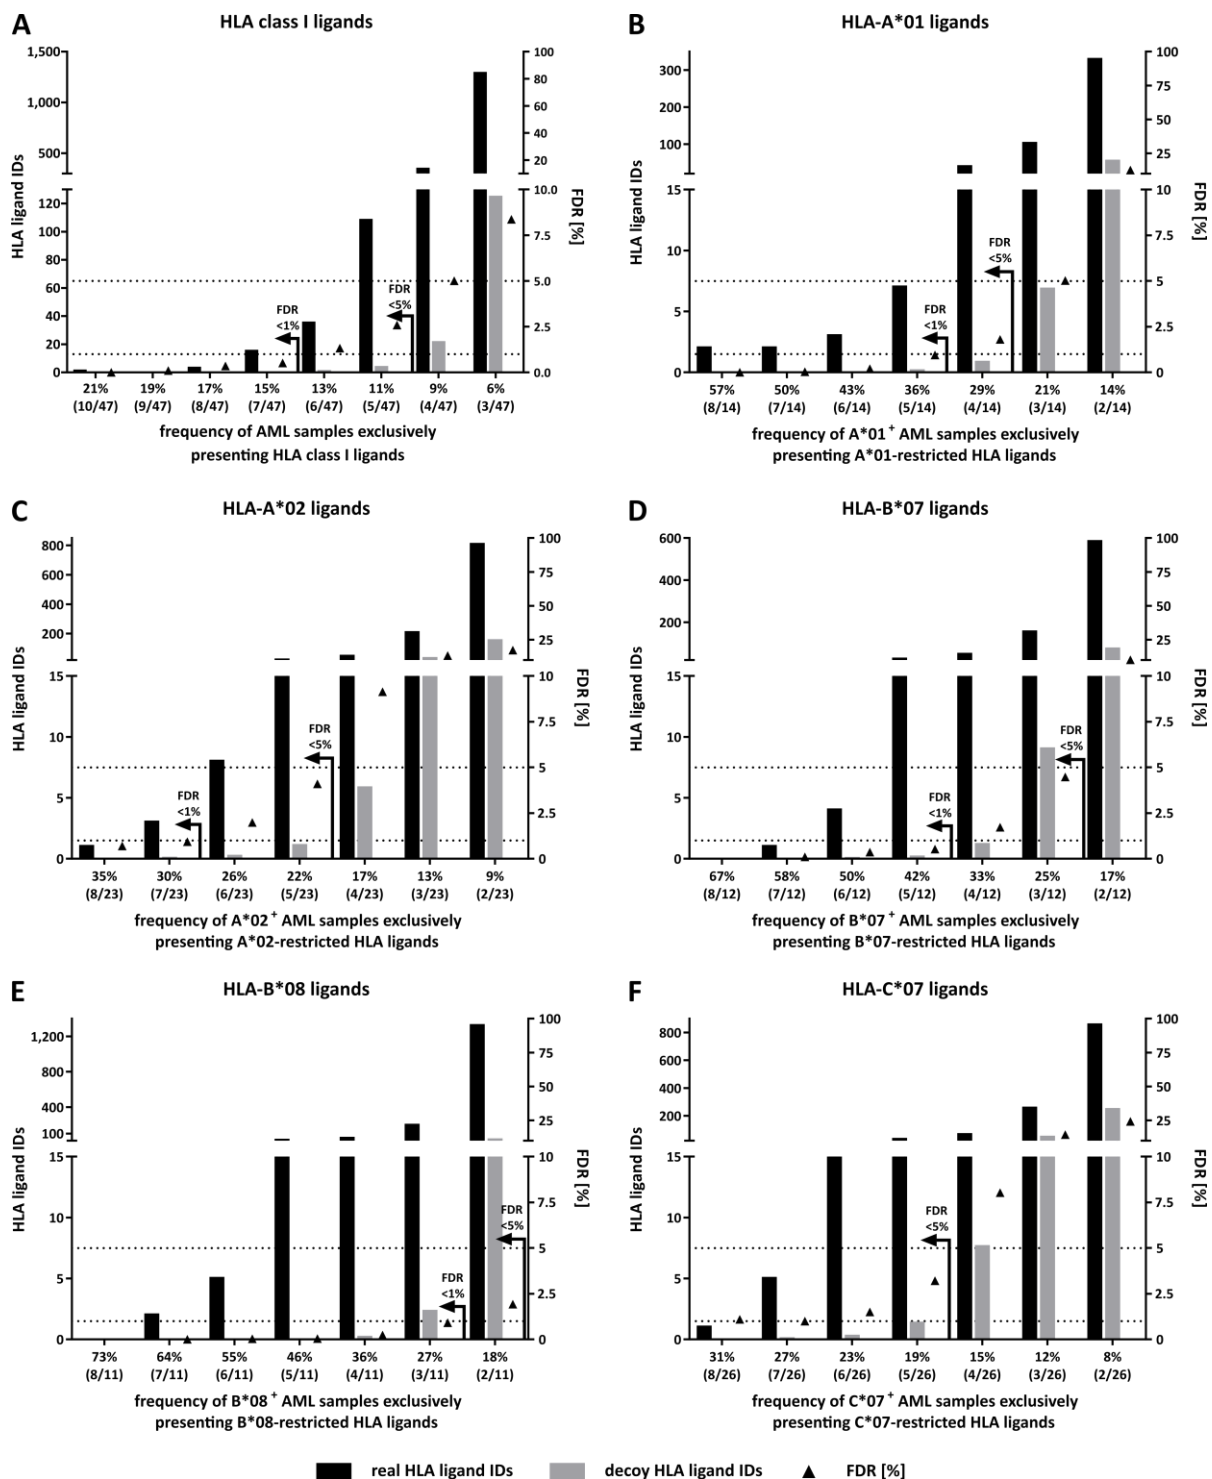 A
HLA class I ligands
1,500
1,000
500
120
100
80
60
40
20
0
HLA ligand IDs
100
80
60
40
20
10.0
7.5
5.0
2.5
0.0
FDR [%]
FDR
<1%
FDR
<5%
21% 19% 17% 15% 13% 11% 9% 6%
(10/47) (9/47) (8/47) (7/47) (6/47) (5/47) (4/47) (3/47)
frequency of AML samples exclusively
presenting HLA class I ligands
B
HLA-A*01 ligands
300
200
100
15
10
5
0
HLA ligand IDs
100
75
50
25
10
7.5
5
2.5
0
FDR [%]
FDR
<1%
FDR
<5%
57% 50% 43% 36% 29% 21% 14%
(8/14) (7/14) (6/14) (5/14) (4/14) (3/14) (2/14)
frequency of A*01+ AML samples exclusively
presenting A*01-restricted HLA ligands
C
HLA-A*02 ligands
800
600
400
200
15
10
5
0
HLA ligand IDs
100
75
50
25
10
7.5
5
2.5
0
FDR [%]
FDR
<1%
FDR
<5%
35% 30% 26% 22% 17% 13% 9%
(8/23) (7/23) (6/23) (5/23) (4/23) (3/23) (2/23)
frequency of A*02+ AML samples exclusively
presenting A*02-restricted HLA ligands
D
HLA-B*07 ligands
600
400
200
15
10
5
0
HLA ligand IDs
100
75
50
25
10
7.5
5
2.5
0
FDR [%]
FDR
<1%
FDR
<5%
67% 58% 50% 42% 33% 25% 17%
(8/12) (7/12) (6/12) (5/12) (4/12) (3/12) (2/12)
frequency of B*07+ AML samples exclusively
presenting B*07-restricted HLA ligands
E
HLA-B*08 ligands
1,200
800
400
100
15
10
5
0
HLA ligand IDs
100
75
50
25
10
7.5
5
2.5
0
FDR [%]
FDR
<1%
FDR
<5%
73% 64% 55% 46% 36% 27% 18%
(8/11) (7/11) (6/11) (5/11) (4/11) (3/11) (2/11)
frequency of B*08+ AML samples exclusively
presenting B*08-restricted HLA ligands
F
HLA-C*07 ligands
800
600
400
200
15
10
5
0
HLA ligand IDs
100
75
50
25
10
7.5
5
2.5
0
FDR [%]
FDR
<5%
31% 27% 23% 19% 15% 12% 8%
(8/26) (7/26) (6/26) (5/26) (4/26) (3/26) (2/26)
frequency of C*07+ AML samples exclusively
presenting C*07-restricted HLA ligands
real HLA ligand IDs decoy HLA ligand IDs FDR [%]